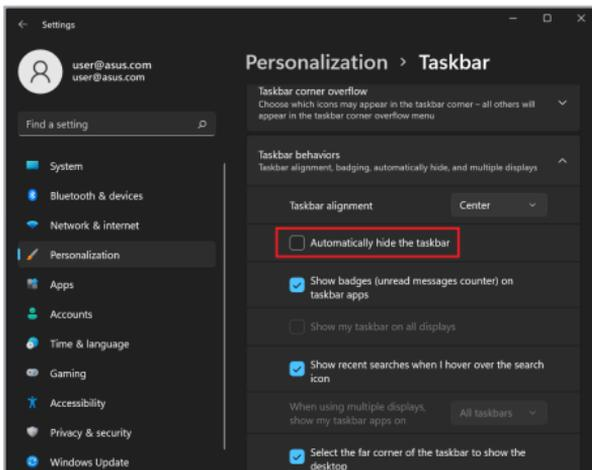 Settings
user@asus.com
user@asus.com
Find a setting
System
Bluetooth & devices
Network & internet
Personalization
Apps
Accounts
Time & language
Gaming
Accessibility
Privacy & security
Windows Update
Personalization > Taskbar
Taskbar corner overflow
Choose which icons may appear in the taskbar corner – all others will
appear in the taskbar corner overflow menu
Taskbar behaviors
Taskbar alignment, badging, automatically hide, and multiple displays
Taskbar alignment
Center
Automatically hide the taskbar
Show badges (unread messages counter) on
taskbar apps
Show my taskbar on all displays
Show recent searches when I hover over the search
icon
When using multiple displays,
show my taskbar apps on
All taskbars
Select the far corner of the taskbar to show the
desktop